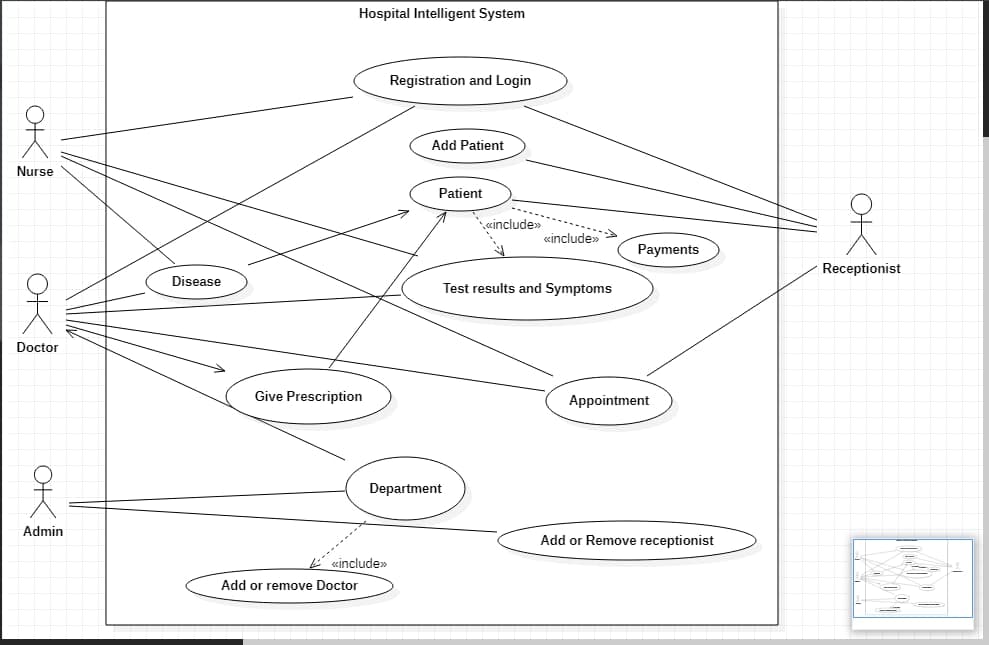 Hospital Intelligent System
Registration and Login
Add Patient
Nurse
Patient
«include»
«include»
Payments
Receptionist
Disease
Test results and Symptoms
Doctor
Give Prescription
Appointment
Department
Admin
Add or Remove receptionist
«include»
Add or remove Doctor